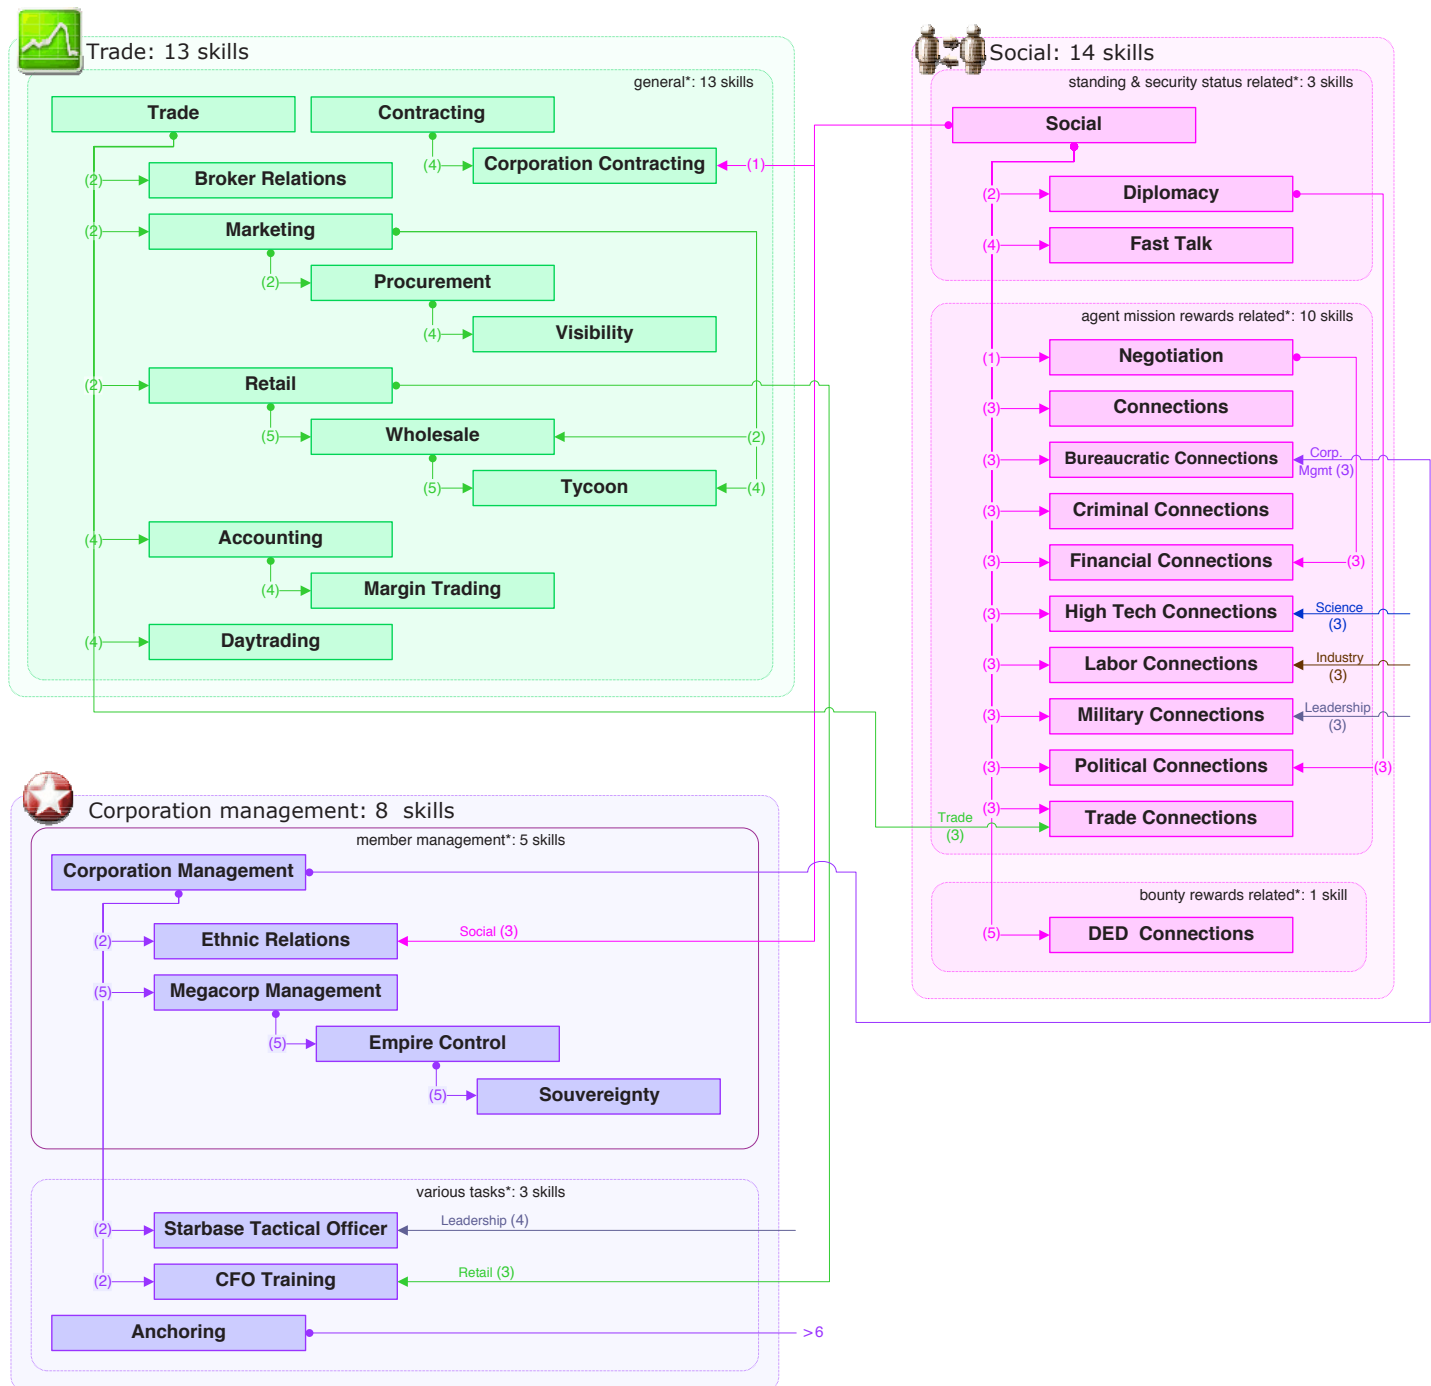 Trade: 13 skills
general*: 13 skills
Trade
Contracting
(4)
Corporation Contracting
(1)
(2)
Broker Relations
(2)
Marketing
(2)
Procurement
(4)
Visibility
(2)
Retail
(5)
Wholesale
(2)
(5)
Tycoon
(4)
(4)
Accounting
(4)
Margin Trading
(4)
Daytrading
Social: 14 skills
standing & security status related*: 3 skills
Social
(2)
Diplomacy
(4)
Fast Talk
agent mission rewards related*: 10 skills
(1)
Negotiation
(3)
Connections
(3)
Bureaucratic Connections
Corp.
Mgmt (3)
(3)
Criminal Connections
(3)
Financial Connections
(3)
(3)
High Tech Connections
Science
(3)
(3)
Labor Connections
Industry
(3)
(3)
Military Connections
Leadership
(3)
(3)
Political Connections
(3)
(3)
Trade Connections
Trade
(3)
bounty rewards related*: 1 skill
(5)
DED Connections
Corporation management: 8 skills
member management*: 5 skills
Corporation Management
(2)
Ethnic Relations
Social (3)
(5)
Megacorp Management
(5)
Empire Control
(5)
Souvereignty
various tasks*: 3 skills
(2)
Starbase Tactical Officer
Leadership (4)
(2)
CFO Training
Retail (3)
Anchoring
>6